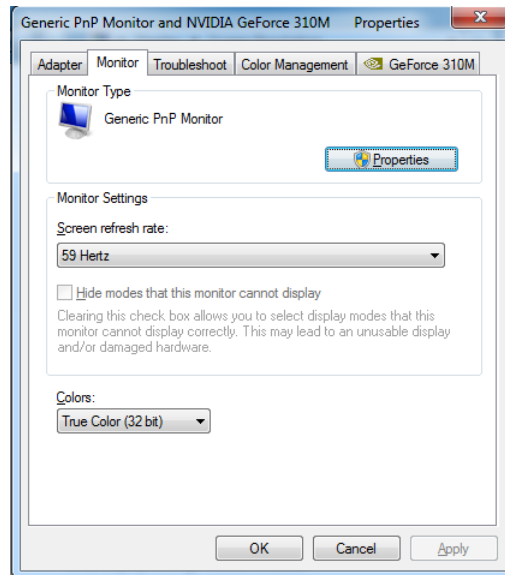 Generic PnP Monitor and NVIDIA GeForce 310M Properties
Adapter Monitor Troubleshoot Color Management GeForce 310M
Monitor Type
Generic PnP Monitor
Properties
Monitor Settings
Screen refresh rate:
59 Hertz
Hide modes that this monitor cannot display
Clearing this check box allows you to select display modes that this
monitor cannot display correctly. This may lead to an unusable display
and/or damaged hardware.
Colors:
True Color (32 bit)
OK Cancel Apply